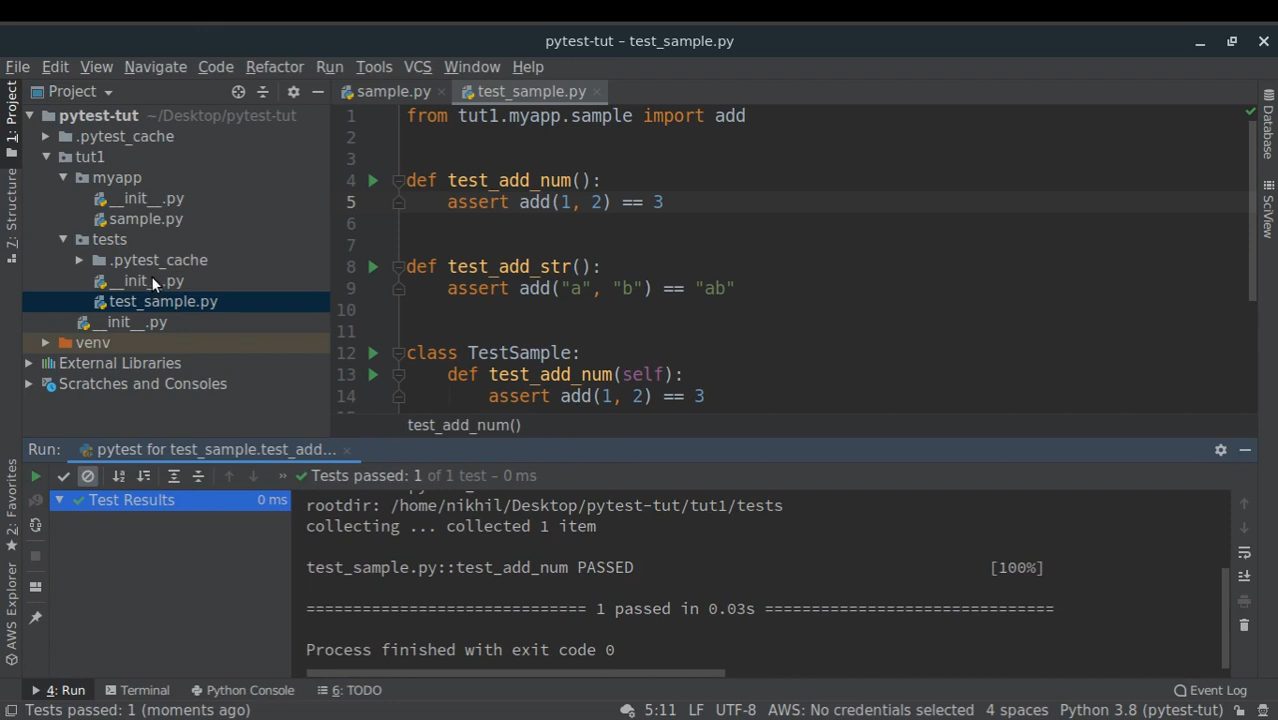 pytest-tut – test_sample.py
File Edit View Navigate Code Refactor Run Tools VCS Window Help
1: Project
7: Structure
2: Favorites
AWS Explorer
Project
pytest-tut ~/Desktop/pytest-tut
.pytest_cache
tut1
myapp
__init__.py
sample.py
tests
.pytest_cache
__init__.py
test_sample.py
__init__.py
venv
External Libraries
Scratches and Consoles
sample.py test_sample.py
1 from tut1.myapp.sample import add
2
3
4 def test_add_num():
5 assert add(1, 2) == 3
6
7
8 def test_add_str():
9 assert add("a", "b") == "ab"
10
11
12 class TestSample:
13 def test_add_num(self):
14 assert add(1, 2) == 3
test_add_num()
Database
SciView
Run: pytest for test_sample.test_add...
Tests passed: 1 of 1 test – 0 ms
Test Results 0 ms
rootdir: /home/nikhil/Desktop/pytest-tut/tut1/tests
collecting ... collected 1 item
test_sample.py::test_add_num PASSED [100%]
============================ 1 passed in 0.03s =============================
Process finished with exit code 0
4: Run Terminal Python Console 6: TODO Event Log
Tests passed: 1 (moments ago) 5:11 LF UTF-8 AWS: No credentials selected 4 spaces Python 3.8 (pytest-tut)